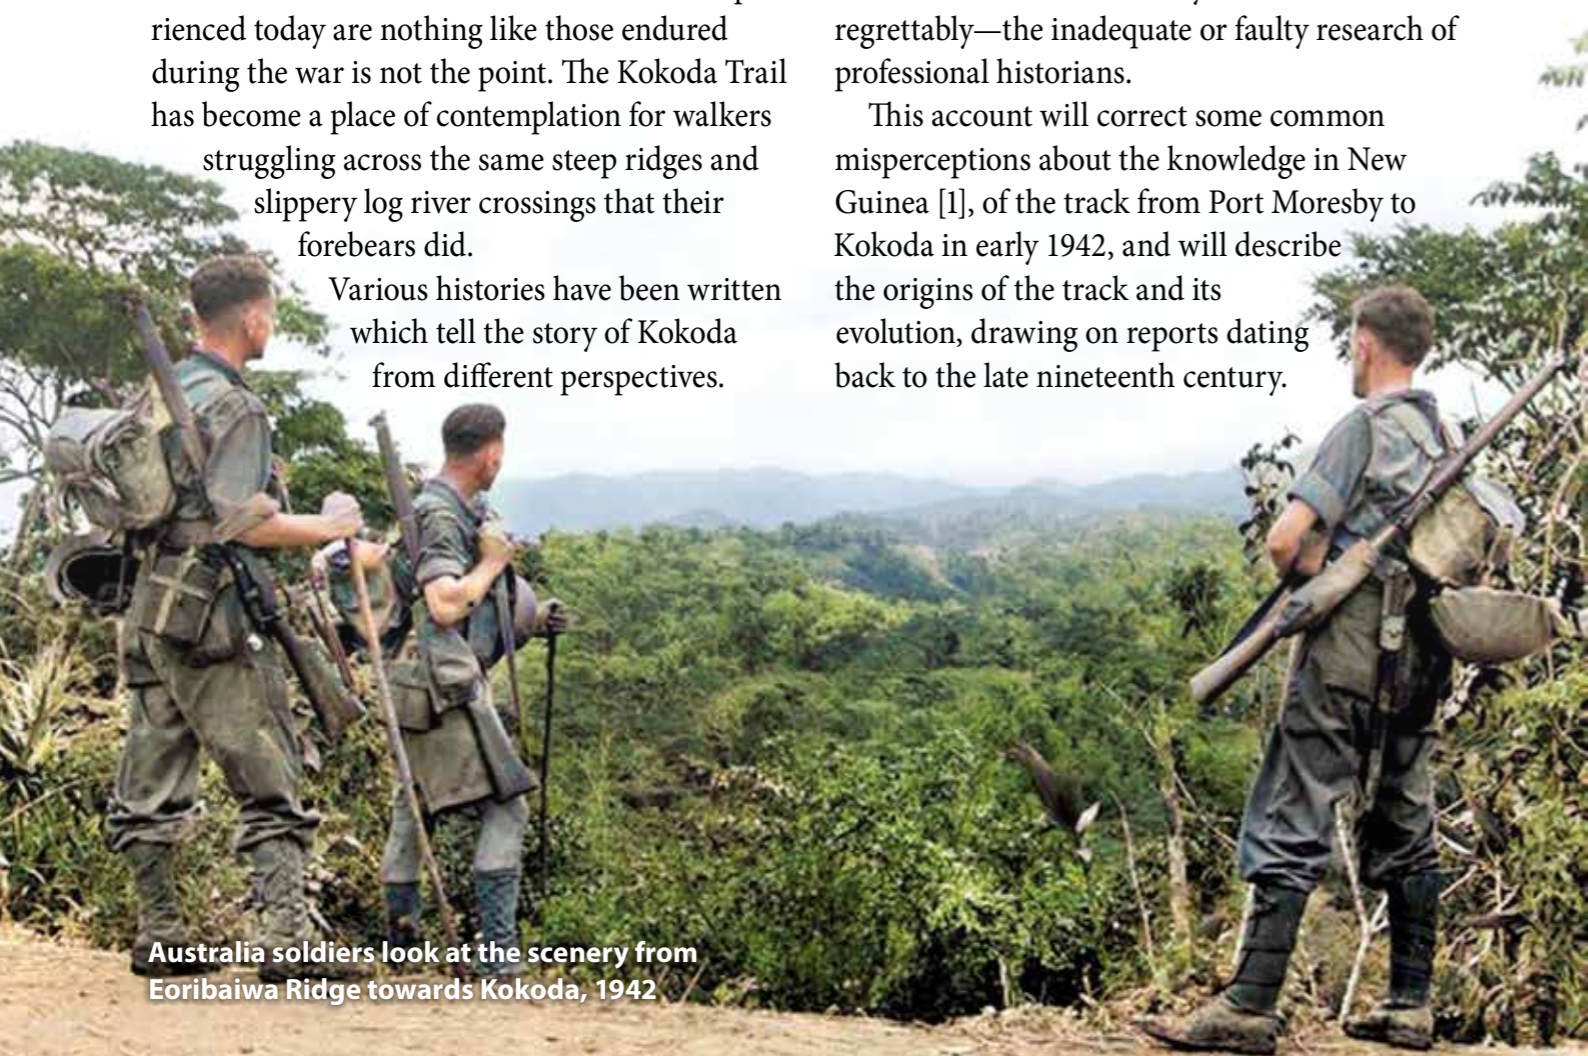 rienced today are nothing like those endured
during the war is not the point. The Kokoda Trail
has become a place of contemplation for walkers
struggling across the same steep ridges and
slippery log river crossings that their
forebears did.
Various histories have been written
which tell the story of Kokoda
from different perspectives.
regrettably—the inadequate or faulty research of
professional historians.
This account will correct some common
misperceptions about the knowledge in New
Guinea [1], of the track from Port Moresby to
Kokoda in early 1942, and will describe
the origins of the track and its
evolution, drawing on reports dating
back to the late nineteenth century.
Australia soldiers look at the scenery from
Eoribaiwa Ridge towards Kokoda, 1942